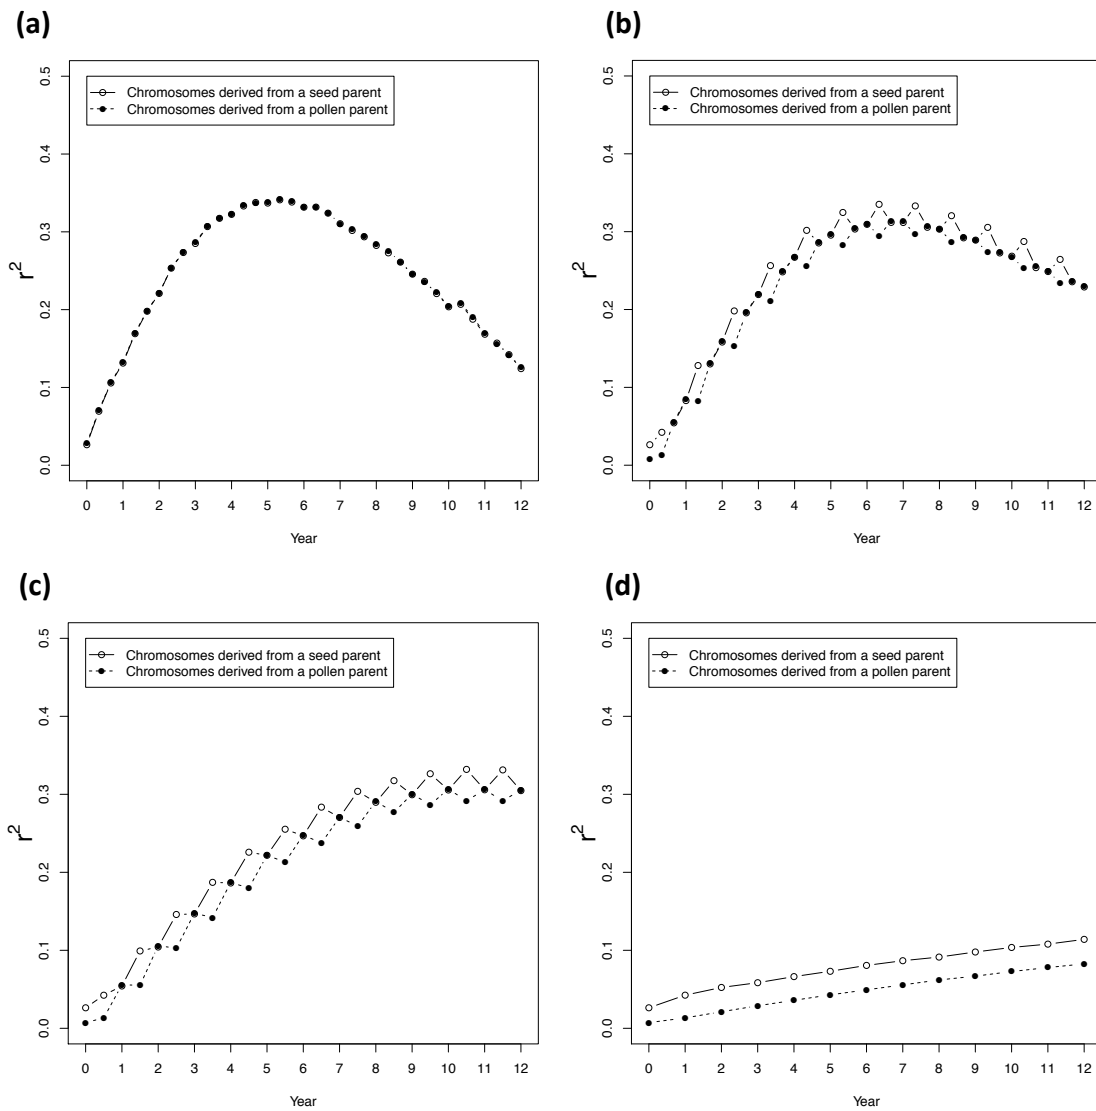 (a)
Chromosomes derived from a seed parent
Chromosomes derived from a pollen parent
0.5
0.4
0.3
0.2
0.1
0.0
r²
0 1 2 3 4 5 6 7 8 9 10 11 12
Year
(b)
Chromosomes derived from a seed parent
Chromosomes derived from a pollen parent
0.5
0.4
0.3
0.2
0.1
0.0
r²
0 1 2 3 4 5 6 7 8 9 10 11 12
Year
(c)
Chromosomes derived from a seed parent
Chromosomes derived from a pollen parent
0.5
0.4
0.3
0.2
0.1
0.0
r²
0 1 2 3 4 5 6 7 8 9 10 11 12
Year
(d)
Chromosomes derived from a seed parent
Chromosomes derived from a pollen parent
0.5
0.4
0.3
0.2
0.1
0.0
r²
0 1 2 3 4 5 6 7 8 9 10 11 12
Year